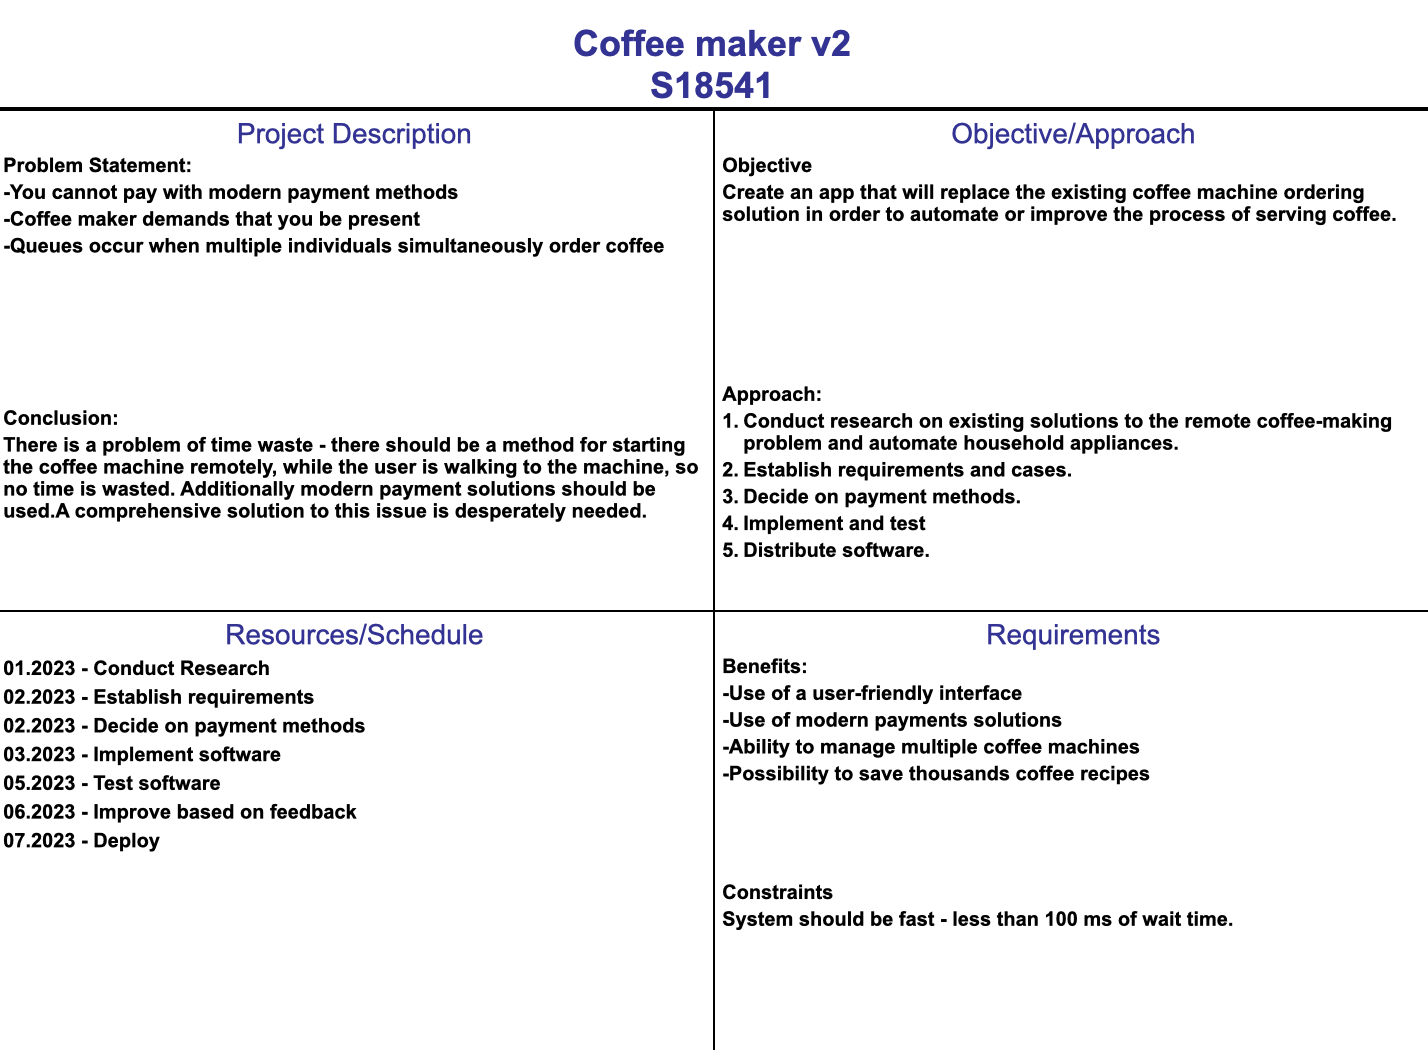 Coffee maker v2
S18541
Project Description
Problem Statement:
-You cannot pay with modern payment methods
-Coffee maker demands that you be present
-Queues occur when multiple individuals simultaneously order coffee
Conclusion:
There is a problem of time waste - there should be a method for starting
the coffee machine remotely, while the user is walking to the machine, so
no time is wasted. Additionally modern payment solutions should be
used.A comprehensive solution to this issue is desperately needed.
Objective/Approach
Objective
Create an app that will replace the existing coffee machine ordering
solution in order to automate or improve the process of serving coffee.
Approach:
1. Conduct research on existing solutions to the remote coffee-making
problem and automate household appliances.
2. Establish requirements and cases.
3. Decide on payment methods.
4. Implement and test
5. Distribute software.
Resources/Schedule
01.2023 - Conduct Research
02.2023 - Establish requirements
02.2023 - Decide on payment methods
03.2023 - Implement software
05.2023 - Test software
06.2023 - Improve based on feedback
07.2023 - Deploy
Requirements
Benefits:
-Use of a user-friendly interface
-Use of modern payments solutions
-Ability to manage multiple coffee machines
-Possibility to save thousands coffee recipes
Constraints
System should be fast - less than 100 ms of wait time.